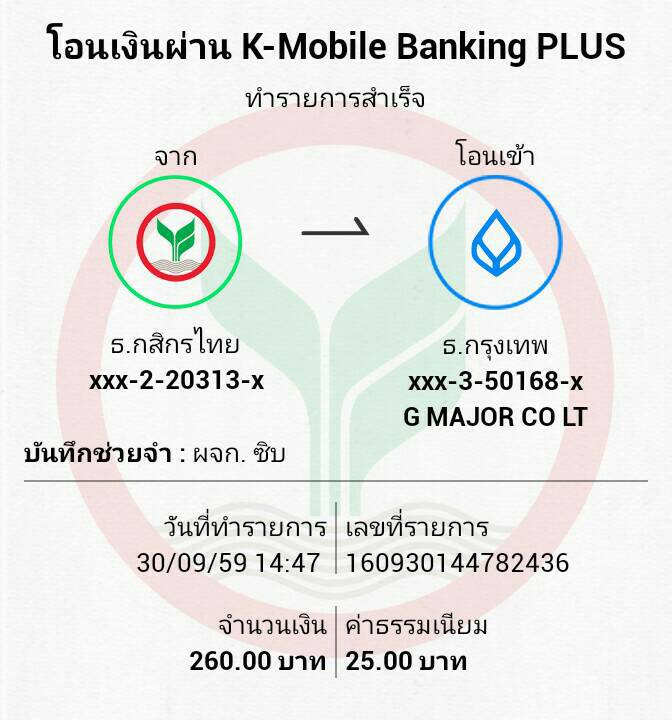 โอนเงินผ่าน K-Mobile Banking PLUS
ทำรายการสำเร็จ
จาก
โอนเข้า
ธ.กสิกรไทย
xxx-2-20313-x
ธ.กรุงเทพ
xxx-3-50168-x
G MAJOR CO LT
บันทึกช่วยจำ : ผจก. ซิบ
วันที่ทำรายการ
30/09/59 14:47
เลขที่รายการ
160930144782436
จำนวนเงิน
260.00 บาท
ค่าธรรมเนียม
25.00 บาท